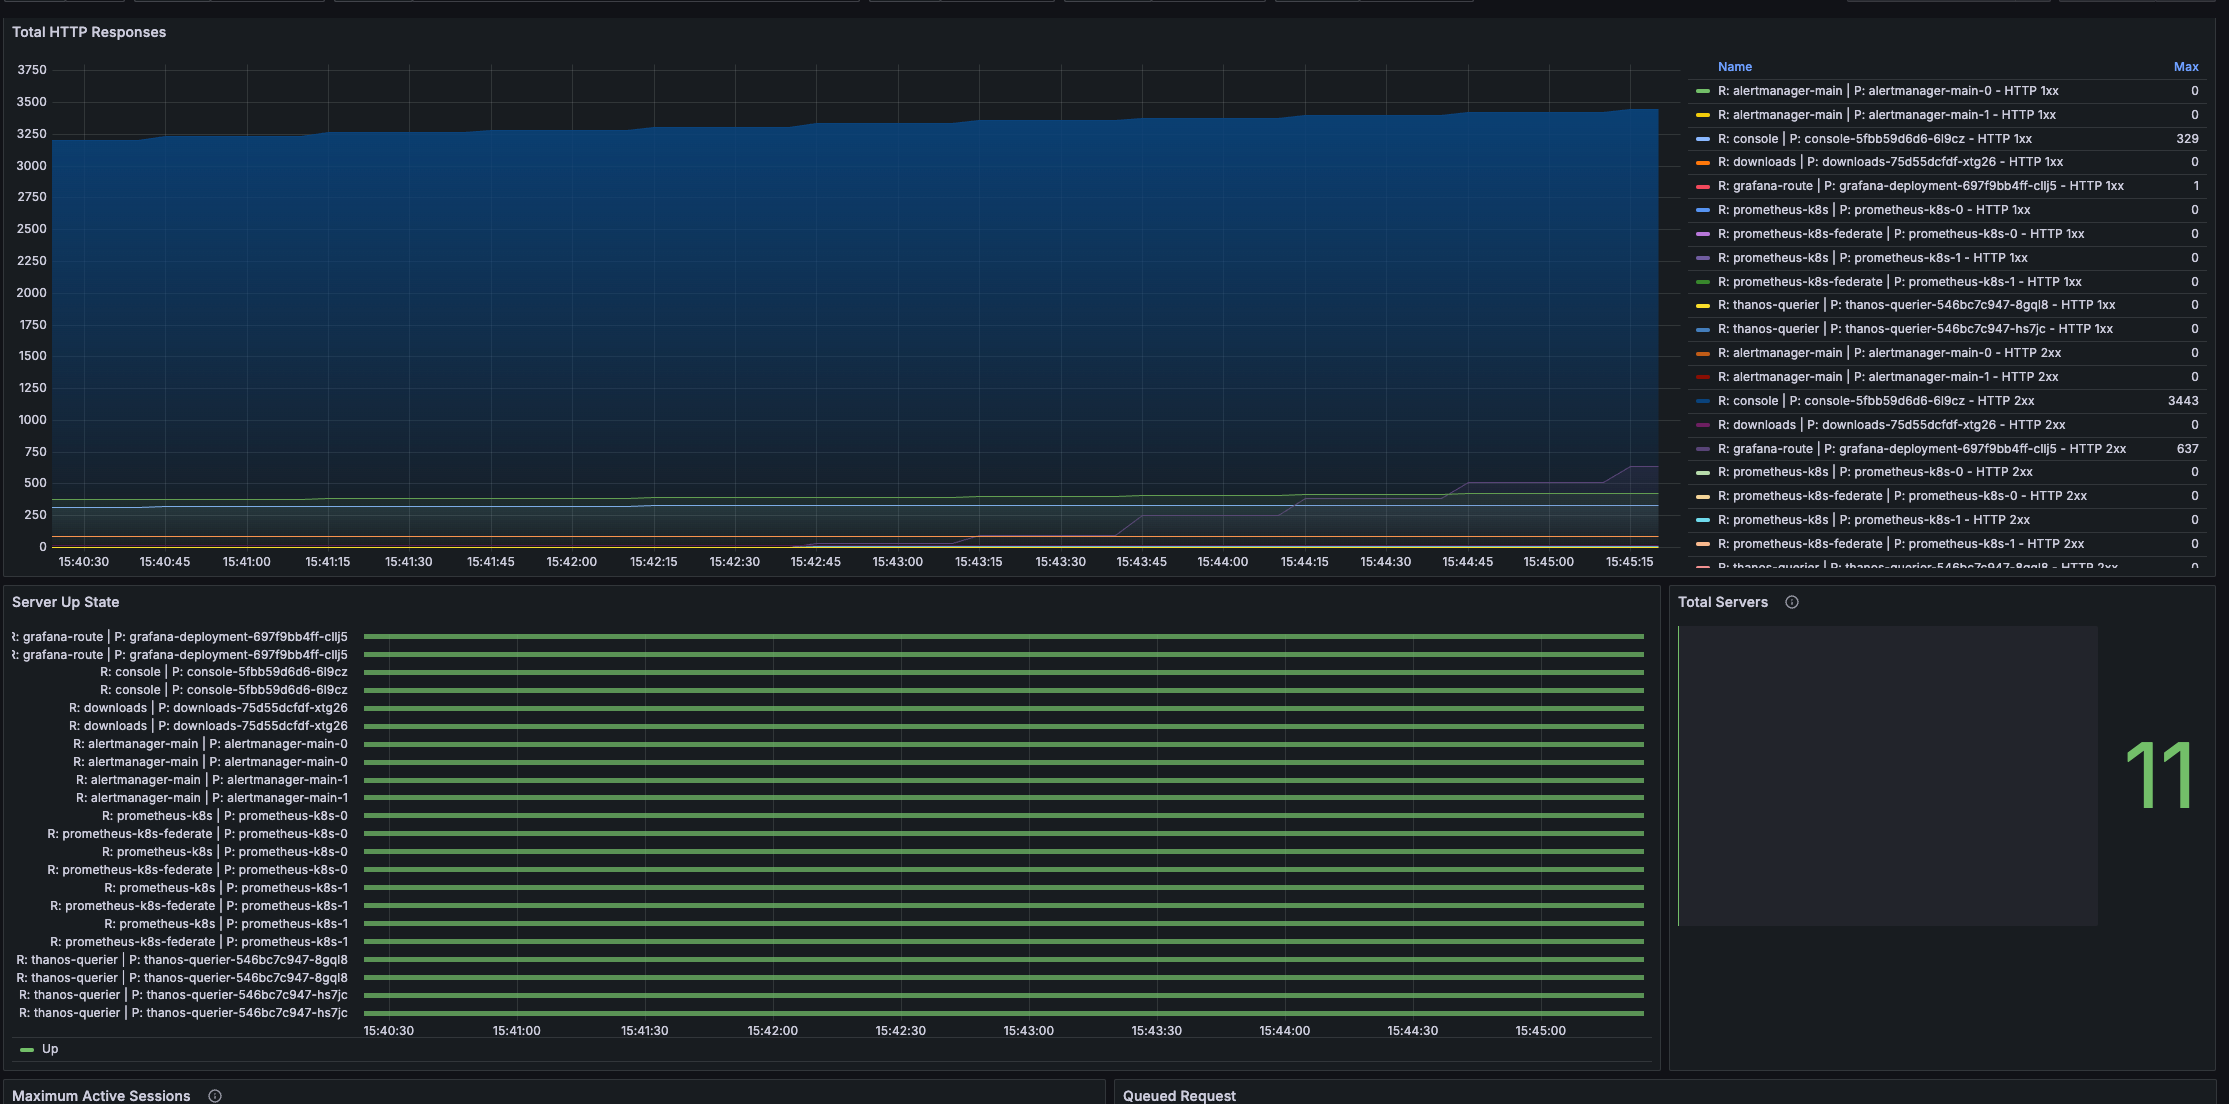 Total HTTP Responses
3750
3500
3250
3000
2750
2500
2250
2000
1750
1500
1250
1000
750
500
250
0
15:40:30 15:40:45 15:41:00 15:41:15 15:41:30 15:41:45 15:42:00 15:42:15 15:42:30 15:42:45 15:43:00 15:43:15 15:43:30 15:43:45 15:44:00 15:44:15 15:44:30 15:44:45 15:45:00 15:45:15
Name Max
R: alertmanager-main | P: alertmanager-main-0 - HTTP 1xx 0
R: alertmanager-main | P: alertmanager-main-1 - HTTP 1xx 0
R: console | P: console-5fbb59d6d6-6l9cz - HTTP 1xx 329
R: downloads | P: downloads-75d55dcfdf-xtg26 - HTTP 1xx 0
R: grafana-route | P: grafana-deployment-697f9bb4ff-cllj5 - HTTP 1xx 1
R: prometheus-k8s | P: prometheus-k8s-0 - HTTP 1xx 0
R: prometheus-k8s-federate | P: prometheus-k8s-0 - HTTP 1xx 0
R: prometheus-k8s | P: prometheus-k8s-1 - HTTP 1xx 0
R: prometheus-k8s-federate | P: prometheus-k8s-1 - HTTP 1xx 0
R: thanos-querier | P: thanos-querier-546bc7c947-8gql8 - HTTP 1xx 0
R: thanos-querier | P: thanos-querier-546bc7c947-hs7jc - HTTP 1xx 0
R: alertmanager-main | P: alertmanager-main-0 - HTTP 2xx 0
R: alertmanager-main | P: alertmanager-main-1 - HTTP 2xx 0
R: console | P: console-5fbb59d6d6-6l9cz - HTTP 2xx 3443
R: downloads | P: downloads-75d55dcfdf-xtg26 - HTTP 2xx 0
R: grafana-route | P: grafana-deployment-697f9bb4ff-cllj5 - HTTP 2xx 637
R: prometheus-k8s | P: prometheus-k8s-0 - HTTP 2xx 0
R: prometheus-k8s-federate | P: prometheus-k8s-0 - HTTP 2xx 0
R: prometheus-k8s | P: prometheus-k8s-1 - HTTP 2xx 0
R: prometheus-k8s-federate | P: prometheus-k8s-1 - HTTP 2xx 0
R: thanos-querier | P: thanos-querier-546bc7c947-8gql8 - HTTP 2xx 0
Server Up State
R: grafana-route | P: grafana-deployment-697f9bb4ff-cllj5
R: grafana-route | P: grafana-deployment-697f9bb4ff-cllj5
R: console | P: console-5fbb59d6d6-6l9cz
R: console | P: console-5fbb59d6d6-6l9cz
R: downloads | P: downloads-75d55dcfdf-xtg26
R: downloads | P: downloads-75d55dcfdf-xtg26
R: alertmanager-main | P: alertmanager-main-0
R: alertmanager-main | P: alertmanager-main-0
R: alertmanager-main | P: alertmanager-main-1
R: alertmanager-main | P: alertmanager-main-1
R: prometheus-k8s | P: prometheus-k8s-0
R: prometheus-k8s-federate | P: prometheus-k8s-0
R: prometheus-k8s | P: prometheus-k8s-0
R: prometheus-k8s-federate | P: prometheus-k8s-0
R: prometheus-k8s | P: prometheus-k8s-1
R: prometheus-k8s-federate | P: prometheus-k8s-1
R: prometheus-k8s | P: prometheus-k8s-1
R: prometheus-k8s-federate | P: prometheus-k8s-1
R: thanos-querier | P: thanos-querier-546bc7c947-8gql8
R: thanos-querier | P: thanos-querier-546bc7c947-8gql8
R: thanos-querier | P: thanos-querier-546bc7c947-hs7jc
R: thanos-querier | P: thanos-querier-546bc7c947-hs7jc
15:40:30 15:41:00 15:41:30 15:42:00 15:42:30 15:43:00 15:43:30 15:44:00 15:44:30 15:45:00
Up
Total Servers
11
Maximum Active Sessions
Queued Request